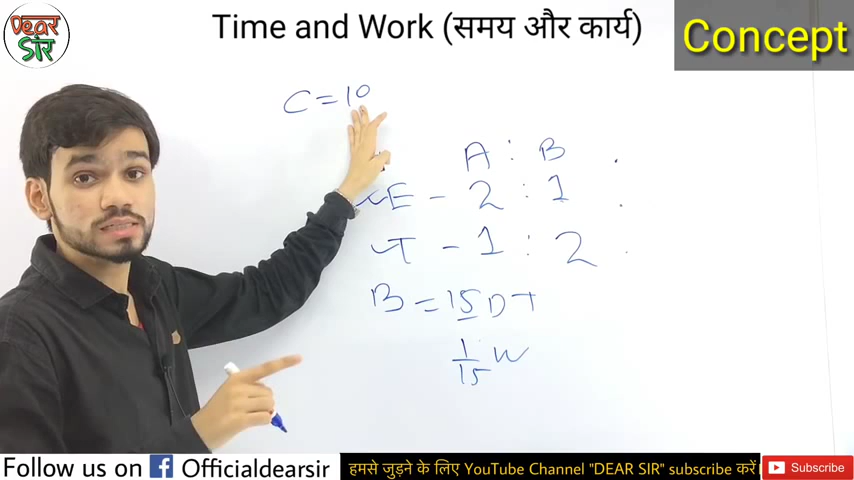 DEAR
SIR
Time and Work (समय और कार्य)
Concept
C = 10
A : B
E - 2 : 1
T - 1 : 2
B = 15 D T
1/15 W
Follow us on f Officialdearsir
हमसे जुड़ने के लिए YouTube Channel "DEAR SIR" subscribe करें
Subscribe